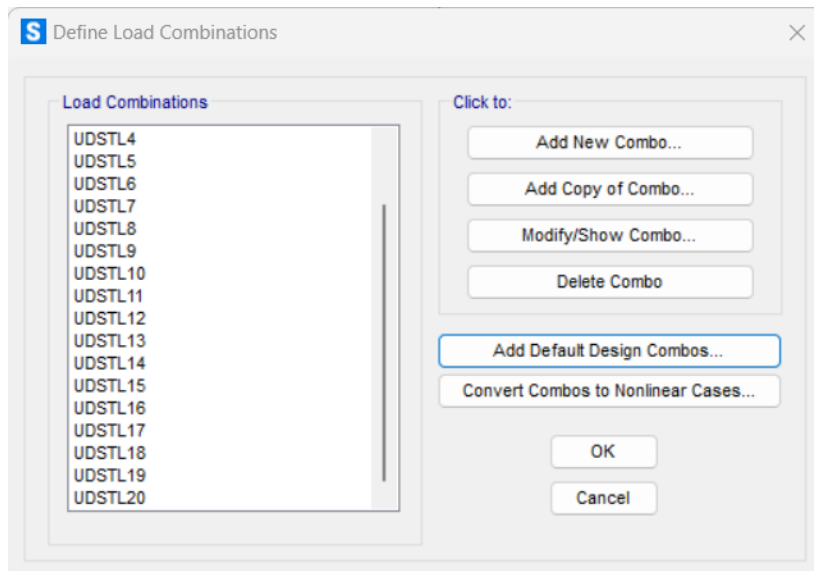 S Define Load Combinations
Load Combinations
UDSTL4
UDSTL5
UDSTL6
UDSTL7
UDSTL8
UDSTL9
UDSTL10
UDSTL11
UDSTL12
UDSTL13
UDSTL14
UDSTL15
UDSTL16
UDSTL17
UDSTL18
UDSTL19
UDSTL20
Click to:
Add New Combo...
Add Copy of Combo...
Modify/Show Combo...
Delete Combo
Add Default Design Combos...
Convert Combos to Nonlinear Cases...
OK
Cancel